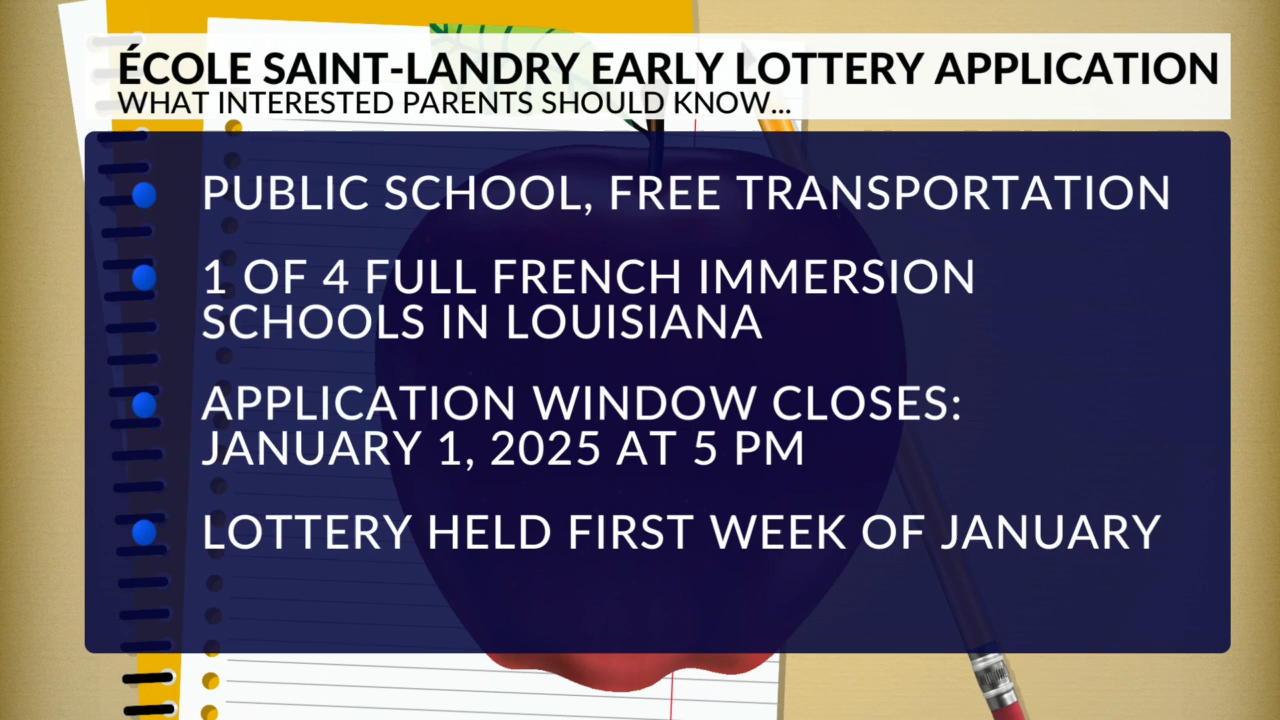 ÉCOLE SAINT-LANDRY EARLY LOTTERY APPLICATION
WHAT INTERESTED PARENTS SHOULD KNOW...
PUBLIC SCHOOL, FREE TRANSPORTATION
1 OF 4 FULL FRENCH IMMERSION
SCHOOLS IN LOUISIANA
APPLICATION WINDOW CLOSES:
JANUARY 1, 2025 AT 5 PM
LOTTERY HELD FIRST WEEK OF JANUARY